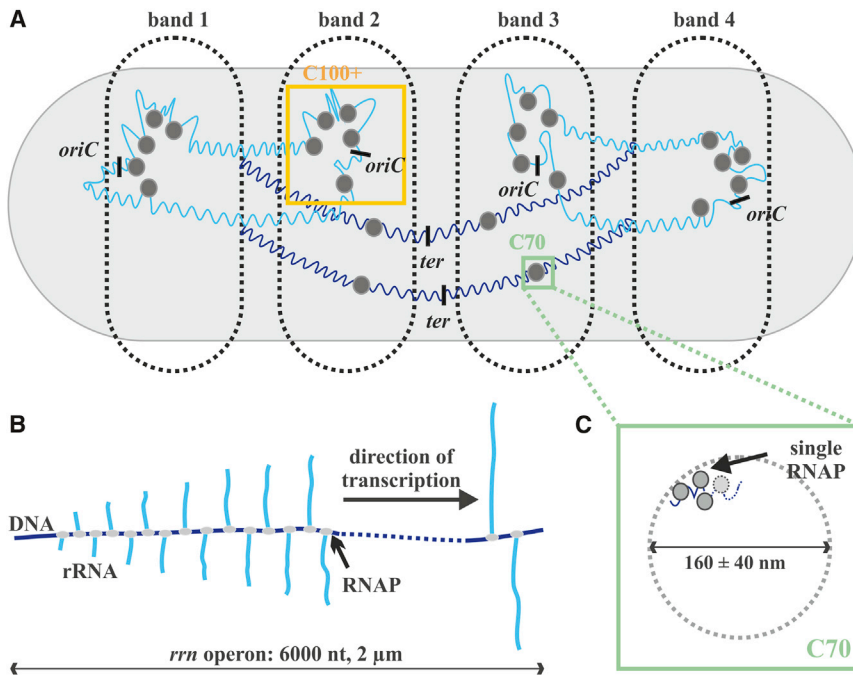 A
band 1
band 2
band 3
band 4
C100+
oriC
oriC
oriC
oriC
C70
ter
ter
B
direction of
transcription
DNA
rRNA
RNAP
rrn operon: 6000 nt, 2 μm
C
single
RNAP
160 ± 40 nm
C70